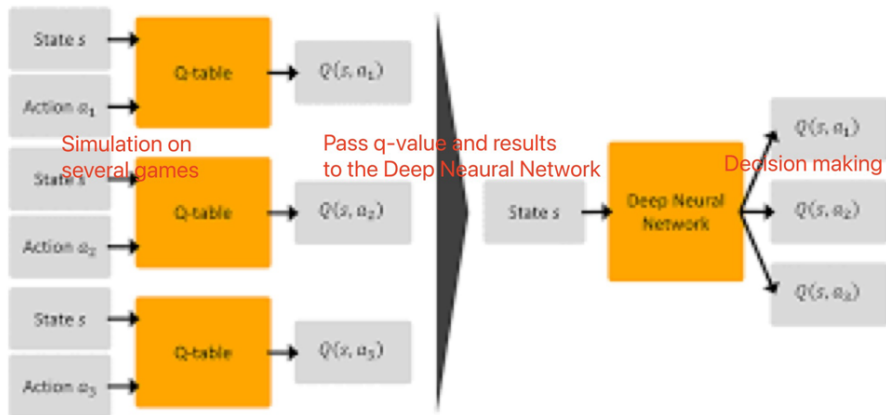 State s
Action a₁
Q-table
Q(s, a₁)
Simulation on
several games
State s
Action a₂
Q-table
Q(s, a₂)
State s
Action a₃
Q-table
Q(s, a₃)
Pass q-value and results
to the Deep Neaural Network
State s
Deep Neural
Network
Decision making
Q(s, a₁)
Q(s, a₂)
Q(s, a₃)